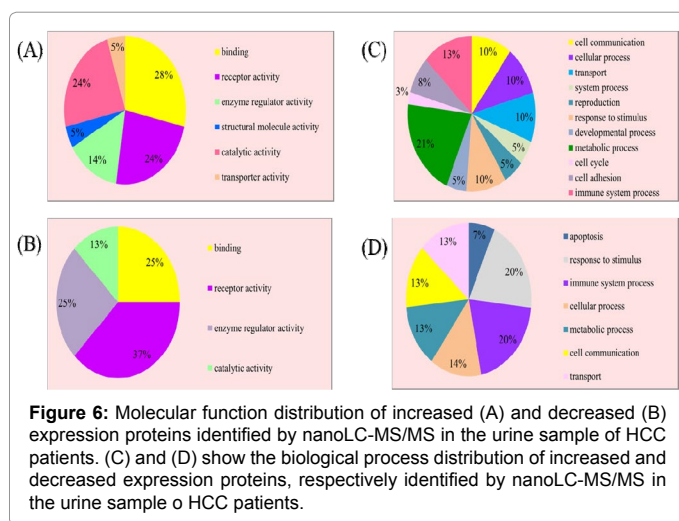 (A)
5%
28%
24%
14%
5%
24%
binding
receptor activity
enzyme regulator activity
structural molecule activity
catalytic activity
transporter activity
(C)
10%
10%
10%
5%
5%
10%
5%
21%
3%
8%
13%
cell communication
cellular process
transport
system process
reproduction
response to stimulus
developmental process
metabolic process
cell cycle
cell adhesion
immune system process
(B)
13%
25%
37%
25%
binding
receptor activity
enzyme regulator activity
catalytic activity
(D)
7%
20%
20%
14%
13%
13%
13%
apoptosis
response to stimulus
immune system process
cellular process
metabolic process
cell communication
transport
Figure 6: Molecular function distribution of increased (A) and decreased (B)
expression proteins identified by nanoLC-MS/MS in the urine sample of HCC
patients. (C) and (D) show the biological process distribution of increased and
decreased expression proteins, respectively identified by nanoLC-MS/MS in
the urine sample o HCC patients.